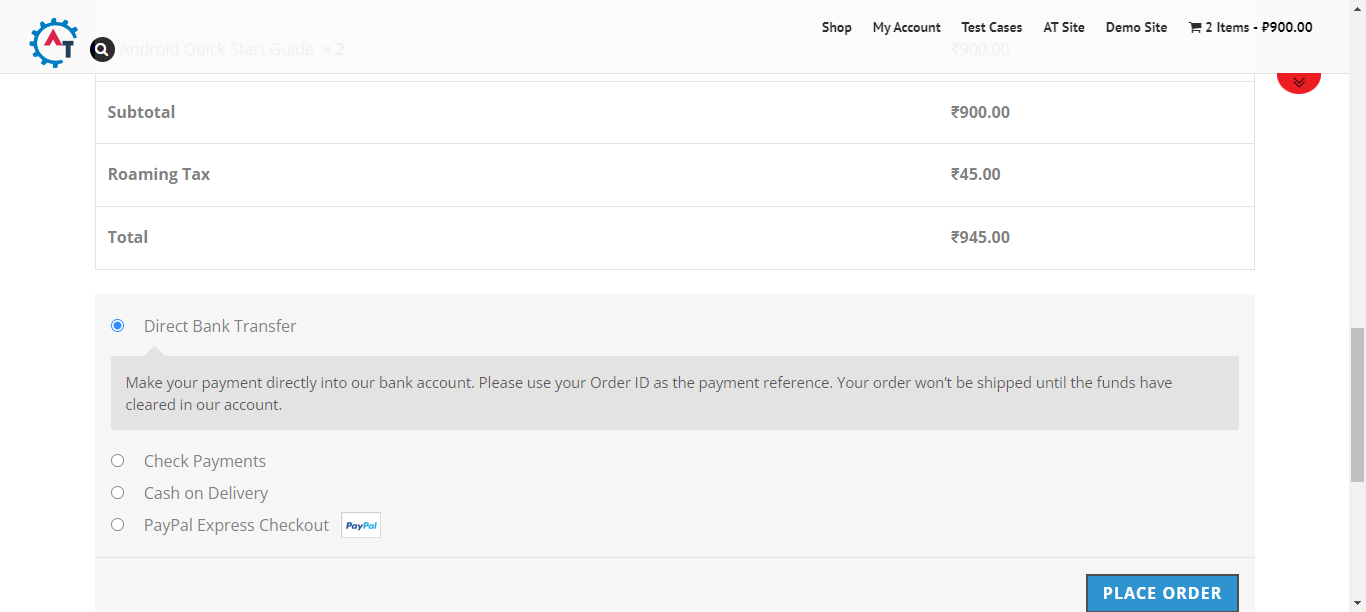 Shop My Account Test Cases AT Site Demo Site 2 Items - ₹900.00
AT
Android Quick Start Guide × 2 ₹900.00
Subtotal ₹900.00
Roaming Tax ₹45.00
Total ₹945.00
Direct Bank Transfer
Make your payment directly into our bank account. Please use your Order ID as the payment reference. Your order won’t be shipped until the funds have
cleared in our account.
Check Payments
Cash on Delivery
PayPal Express Checkout PayPal
PLACE ORDER